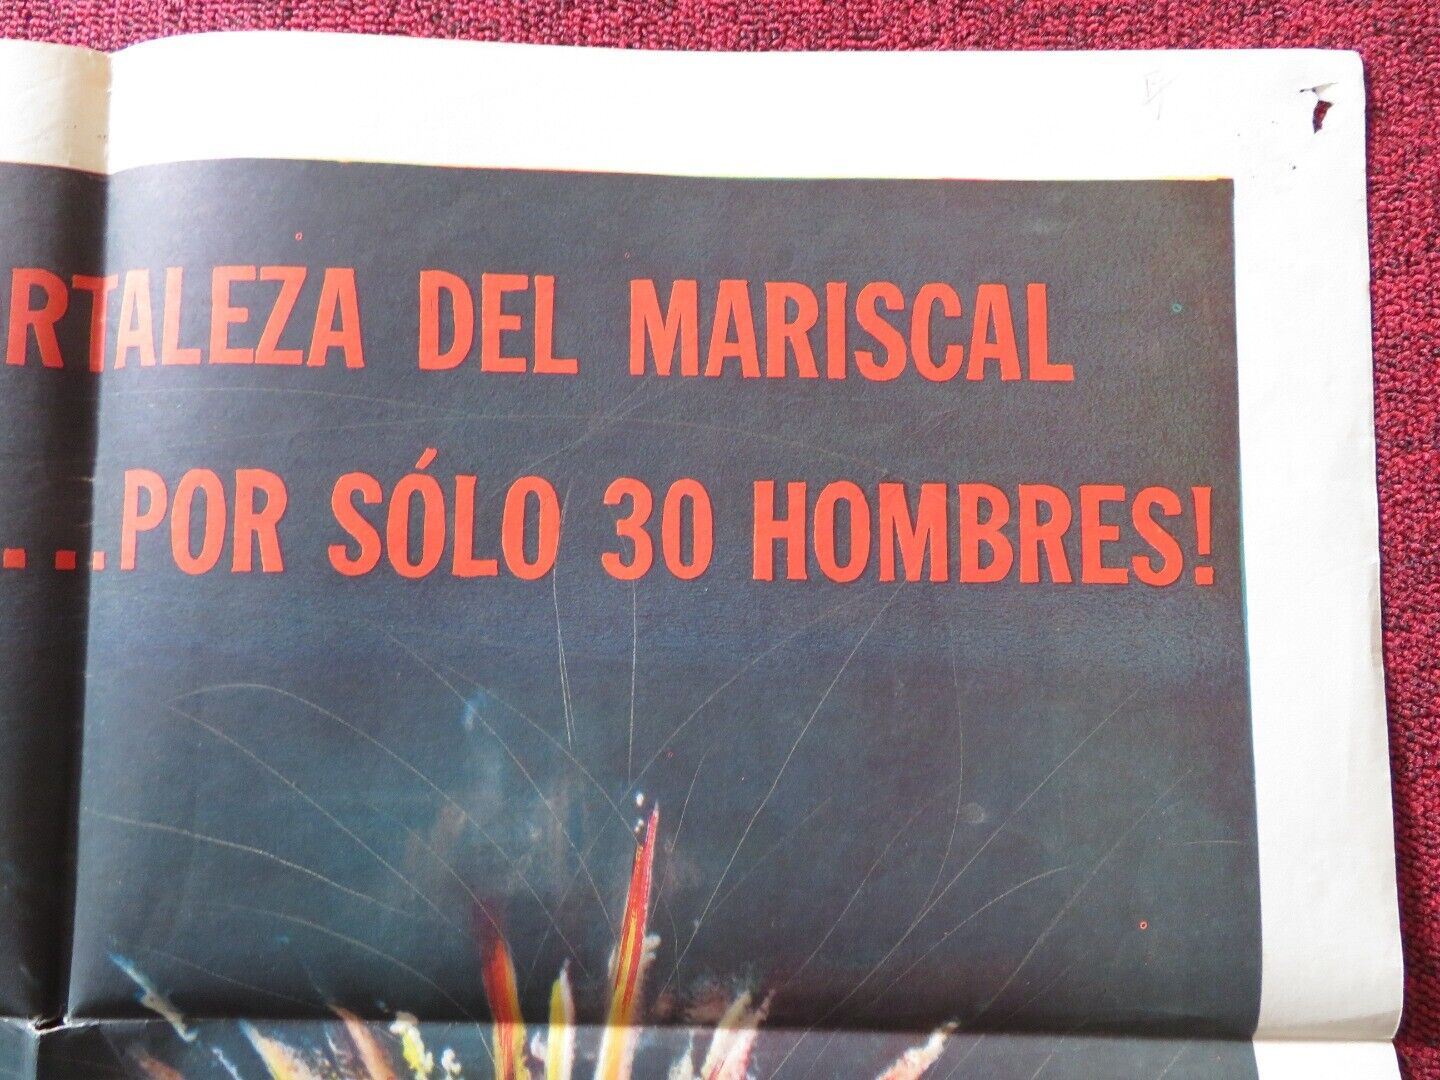 RTALEZA DEL MARISCAL
...POR SÓLO 30 HOMBRES!